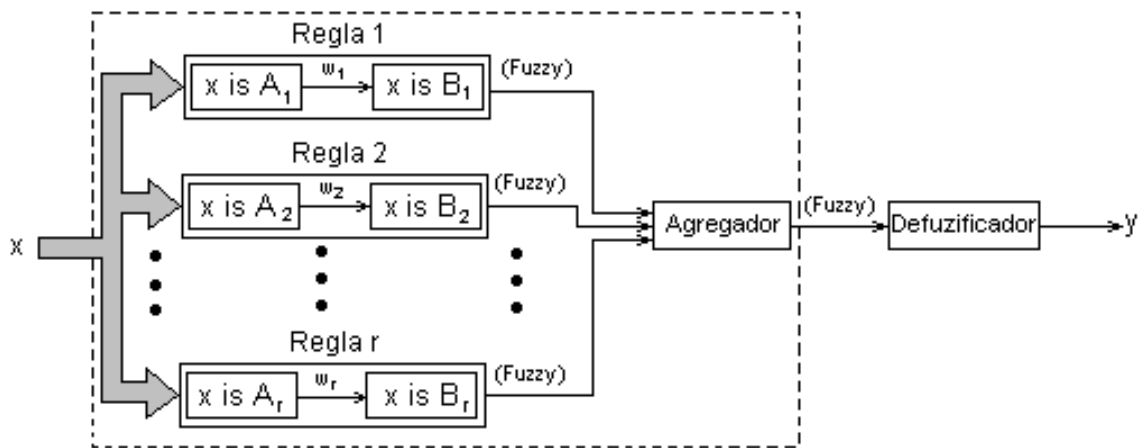 Regla 1
x is A₁ w₁ x is B₁ (Fuzzy)
Regla 2
x is A₂ w₂ x is B₂ (Fuzzy)
x
Agregador (Fuzzy) Defuzificador y
Regla r
x is Aᵣ wᵣ x is Bᵣ (Fuzzy)